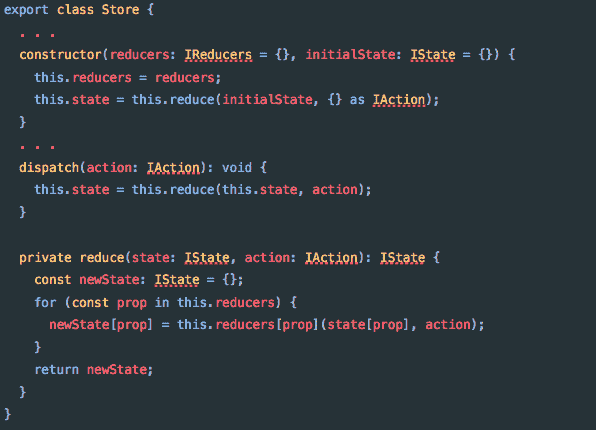 export class Store {
  . . .
  constructor(reducers: IReducers = {}, initialState: IState = {}) {
    this.reducers = reducers;
    this.state = this.reduce(initialState, {} as IAction);
  }
  . . .
  dispatch(action: IAction): void {
    this.state = this.reduce(this.state, action);
  }

  private reduce(state: IState, action: IAction): IState {
    const newState: IState = {};
    for (const prop in this.reducers) {
      newState[prop] = this.reducers[prop](state[prop], action);
    }
    return newState;
  }
}